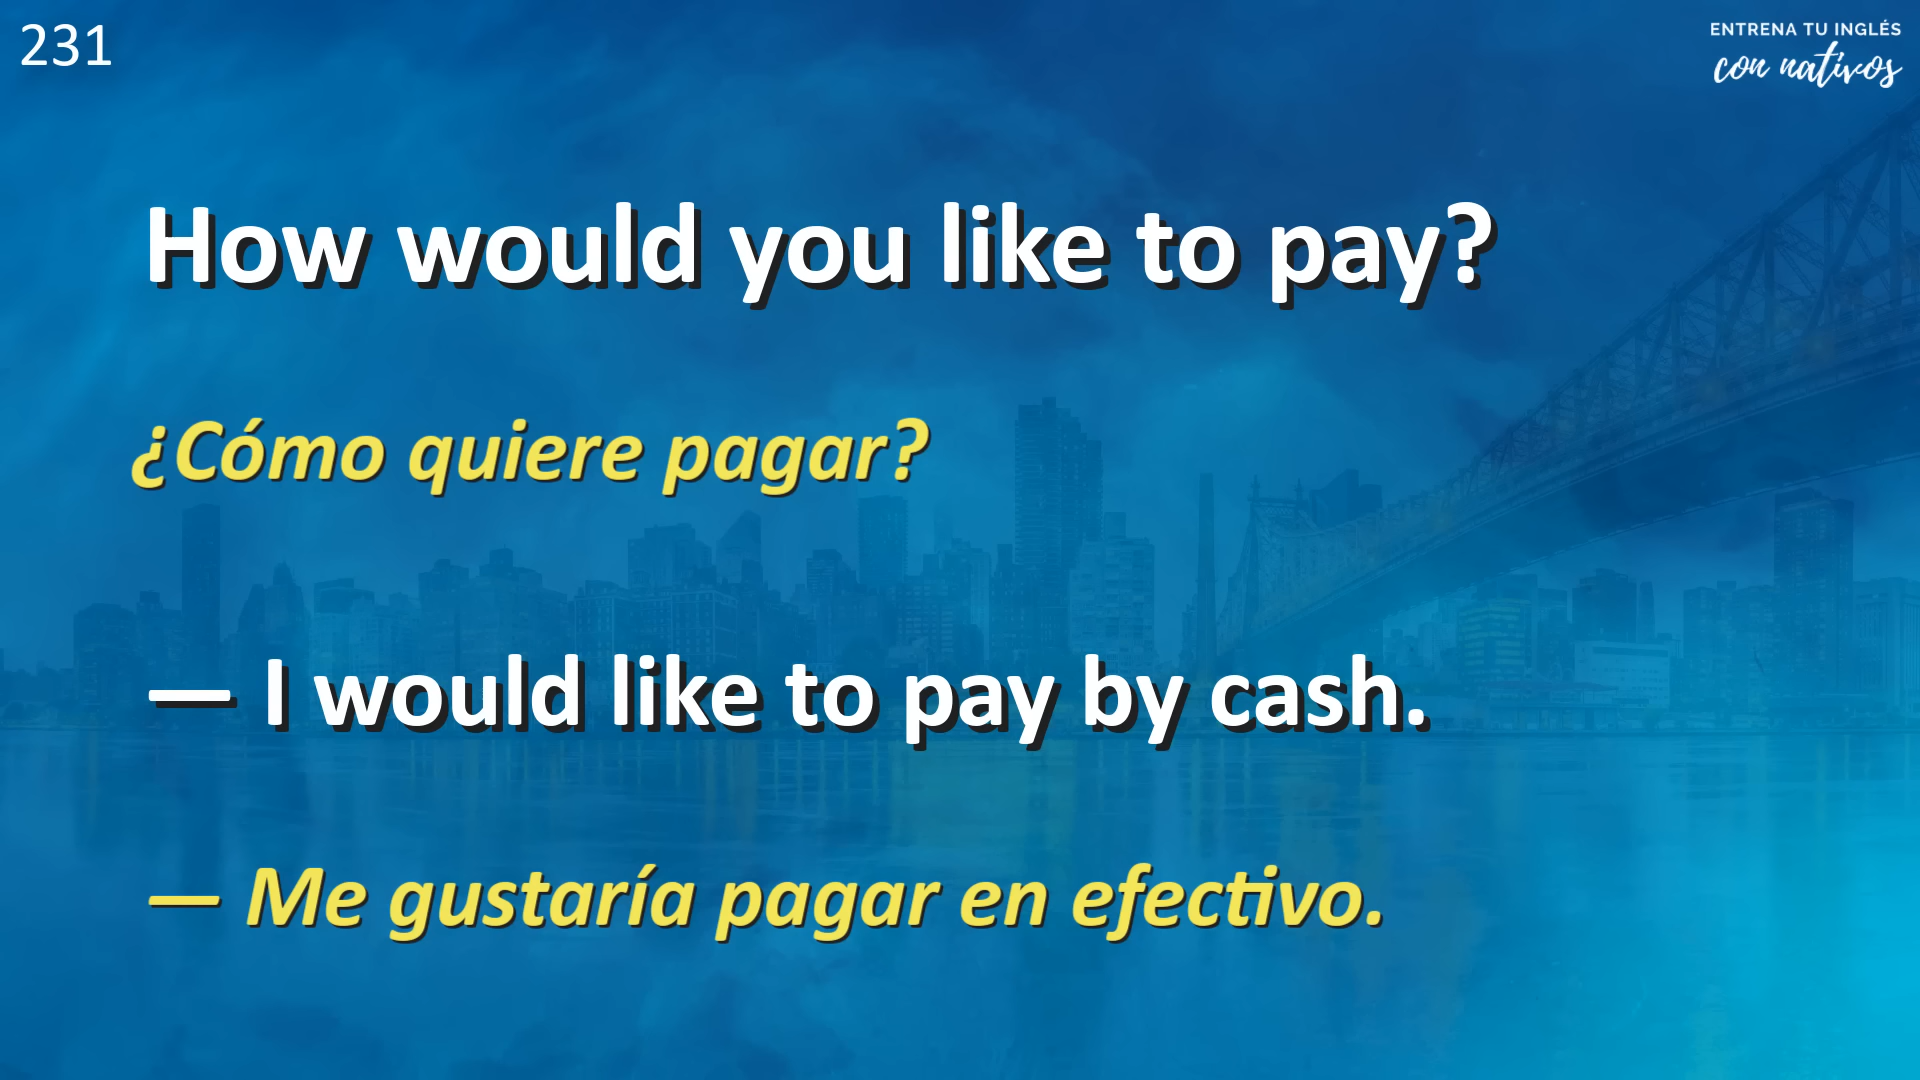 231
ENTRENA TU INGLÉS
con nativos
How would you like to pay?
¿Cómo quiere pagar?
— I would like to pay by cash.
— Me gustaría pagar en efectivo.